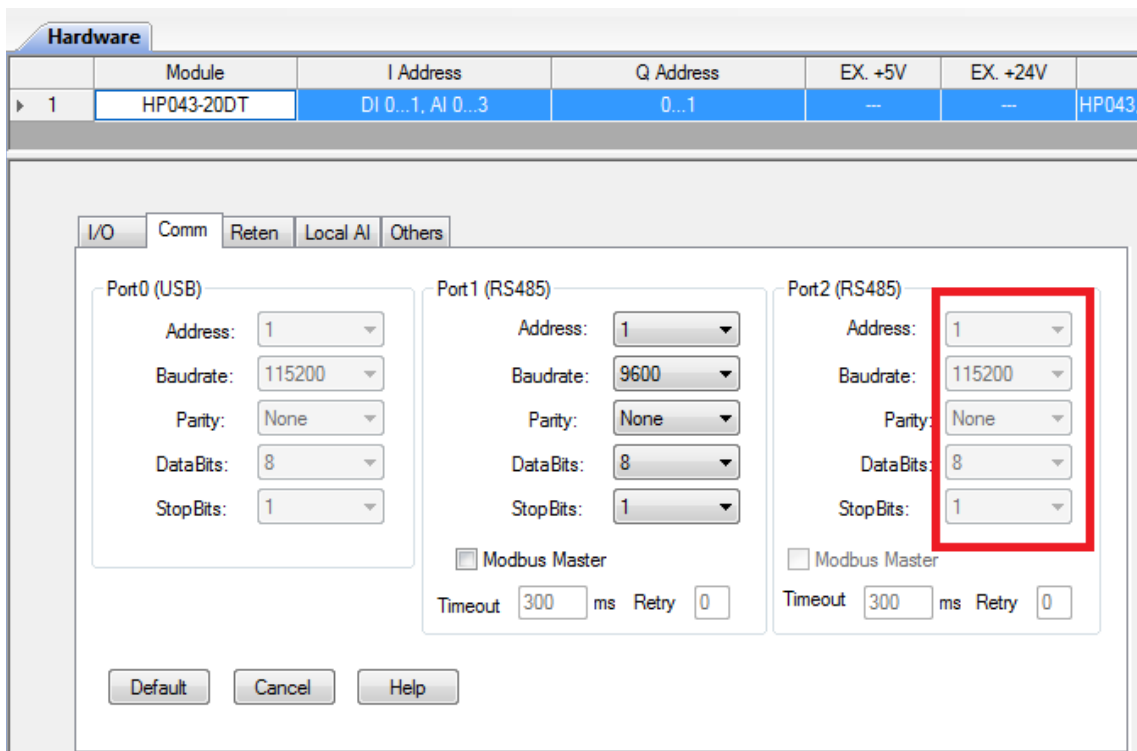 Hardware
Module I Address Q Address EX. +5V EX. +24V
1 HP043-20DT DI 0...1, AI 0...3 0...1 --- --- HP043
I/O Comm Reten Local AI Others
Port0 (USB) Port1 (RS485) Port2 (RS485)
Address: 1 Address: 1 Address: 1
Baudrate: 115200 Baudrate: 9600 Baudrate: 115200
Parity: None Parity: None Parity: None
DataBits: 8 DataBits: 8 DataBits: 8
StopBits: 1 StopBits: 1 StopBits: 1
Modbus Master Modbus Master
Timeout 300 ms Retry 0 Timeout 300 ms Retry 0
Default Cancel Help